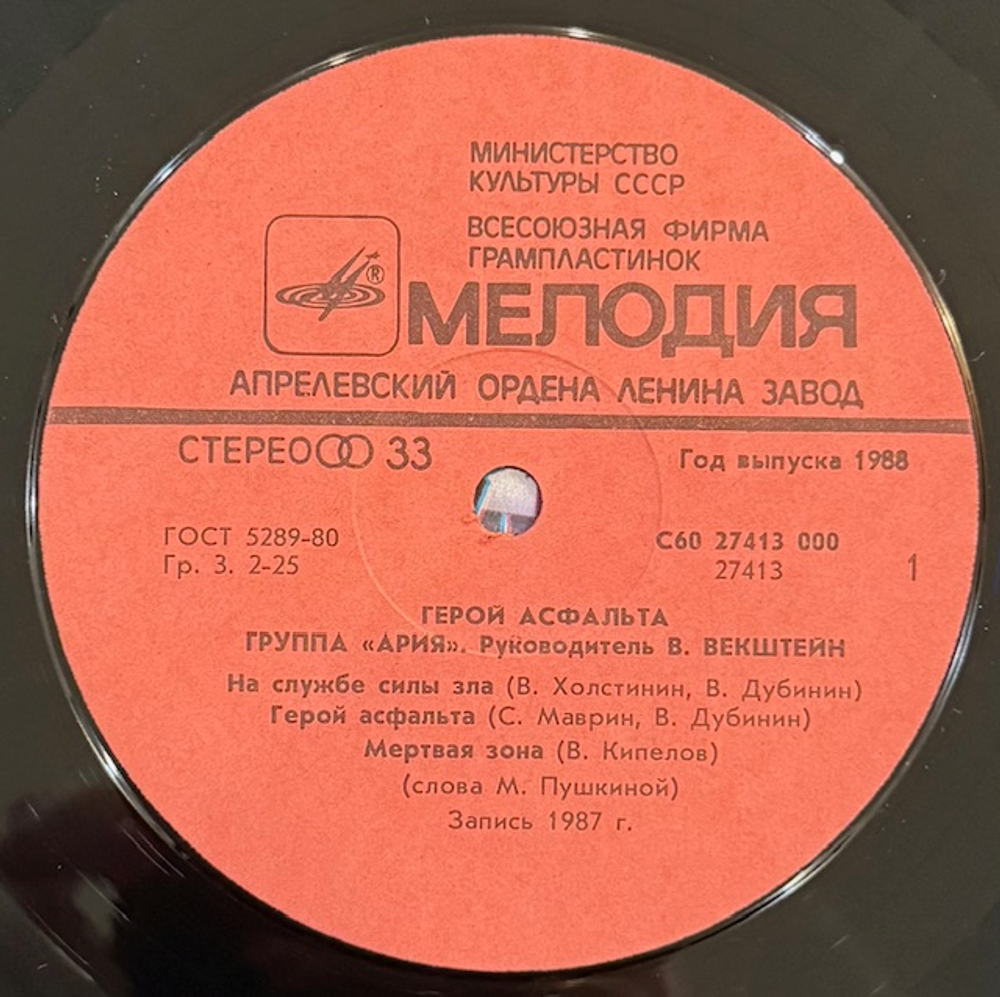 МИНИСТЕРСТВО
КУЛЬТУРЫ СССР
ВСЕСОЮЗНАЯ ФИРМА
ГРАМПЛАСТИНОК
®
МЕЛОДИЯ
АПРЕЛЕВСКИЙ ОРДЕНА ЛЕНИНА ЗАВОД
СТЕРЕО 33
Год выпуска 1988
ГОСТ 5289-80
Гр. 3. 2-25
С60 27413 000
27413
1
ГЕРОЙ АСФАЛЬТА
ГРУППА «АРИЯ». Руководитель В. ВЕКШТЕЙН
На службе силы зла (В. Холстинин, В. Дубинин)
Герой асфальта (С. Маврин, В. Дубинин)
Мертвая зона (В. Кипелов)
(слова М. Пушкиной)
Запись 1987 г.